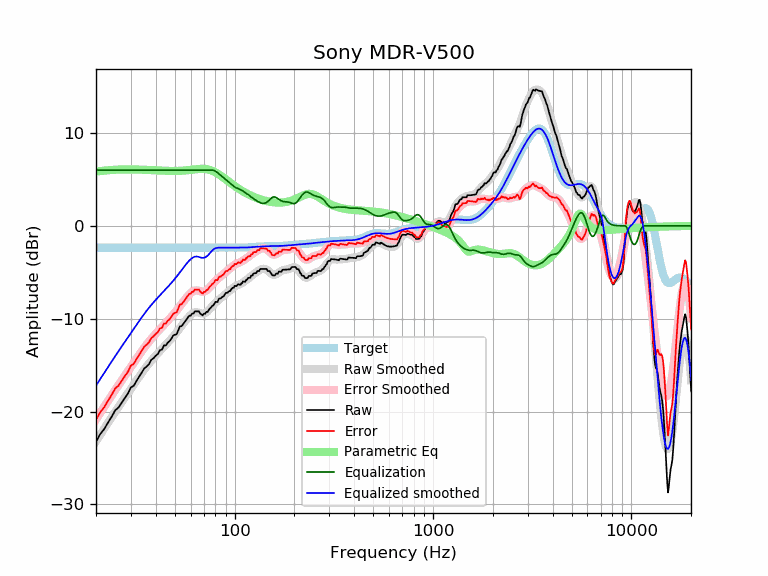 Sony MDR-V500
Amplitude (dBr)
10
0
−10
−20
−30
Target
Raw Smoothed
Error Smoothed
Raw
Error
Parametric Eq
Equalization
Equalized smoothed
100
1000
10000
Frequency (Hz)